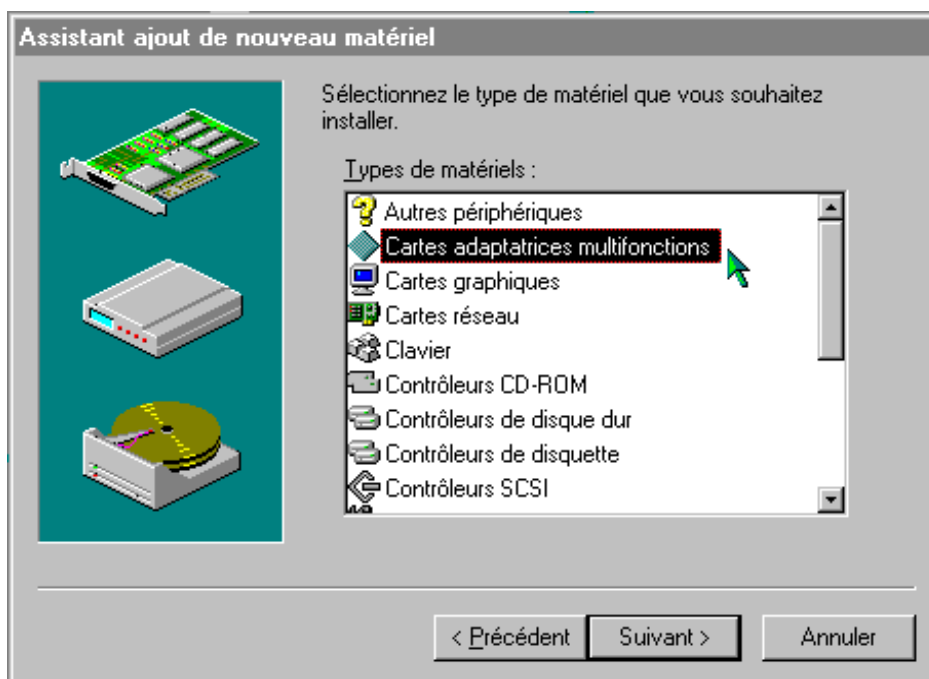 Assistant ajout de nouveau matériel
Sélectionnez le type de matériel que vous souhaitez
installer.
Types de matériels :
Autres périphériques
Cartes adaptatrices multifonctions
Cartes graphiques
Cartes réseau
Clavier
Contrôleurs CD-ROM
Contrôleurs de disque dur
Contrôleurs de disquette
Contrôleurs SCSI
< Précédent
Suivant >
Annuler